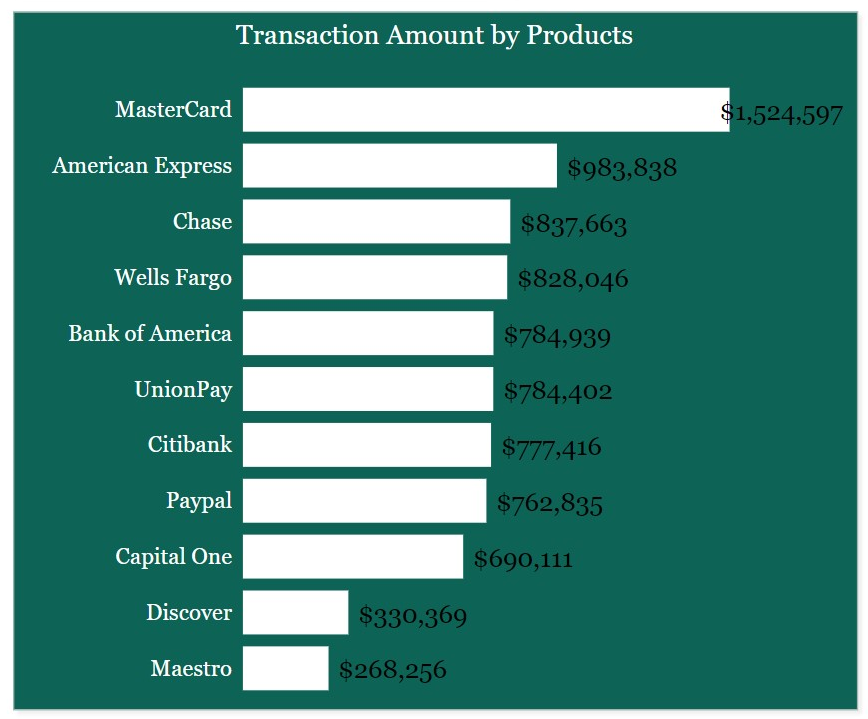 Transaction Amount by Products
MasterCard $1,524,597
American Express $983,838
Chase $837,663
Wells Fargo $828,046
Bank of America $784,939
UnionPay $784,402
Citibank $777,416
Paypal $762,835
Capital One $690,111
Discover $330,369
Maestro $268,256